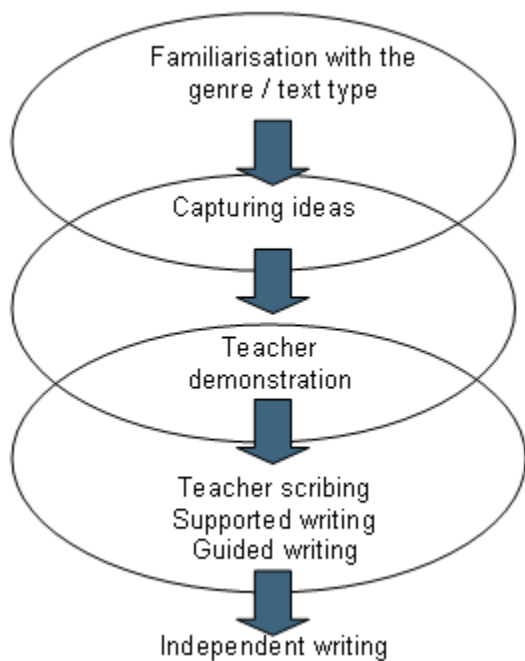 Familiarisation with the
genre / text type
Capturing ideas
Teacher
demonstration
Teacher scribing
Supported writing
Guided writing
Independent writing